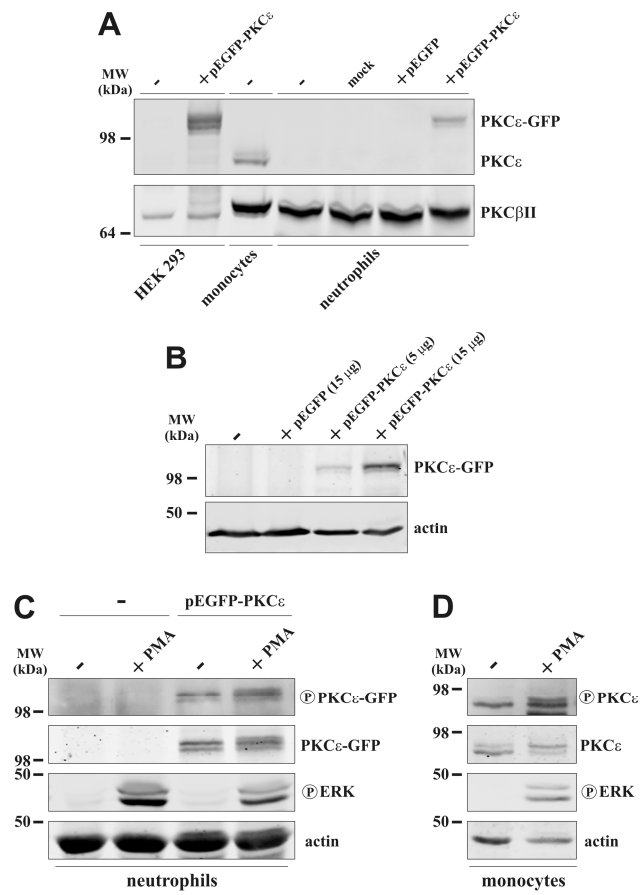 A
- + pEGFP-PKCε - - mock + pEGFP + pEGFP-PKCε
MW
(kDa)
98
PKCε-GFP
PKCε
PKCβII
64
HEK 293 monocytes neutrophils
B
- + pEGFP (15 µg) + pEGFP-PKCε (5 µg) + pEGFP-PKCε (15 µg)
MW
(kDa)
PKCε-GFP
98
50
actin
C
- pEGFP-PKCε
MW
(kDa)
- + PMA - + PMA
Ⓟ PKCε-GFP
98
PKCε-GFP
98
50
Ⓟ ERK
50
actin
neutrophils
D
MW
(kDa)
- + PMA
98
Ⓟ PKCε
98
PKCε
50
Ⓟ ERK
50
actin
monocytes